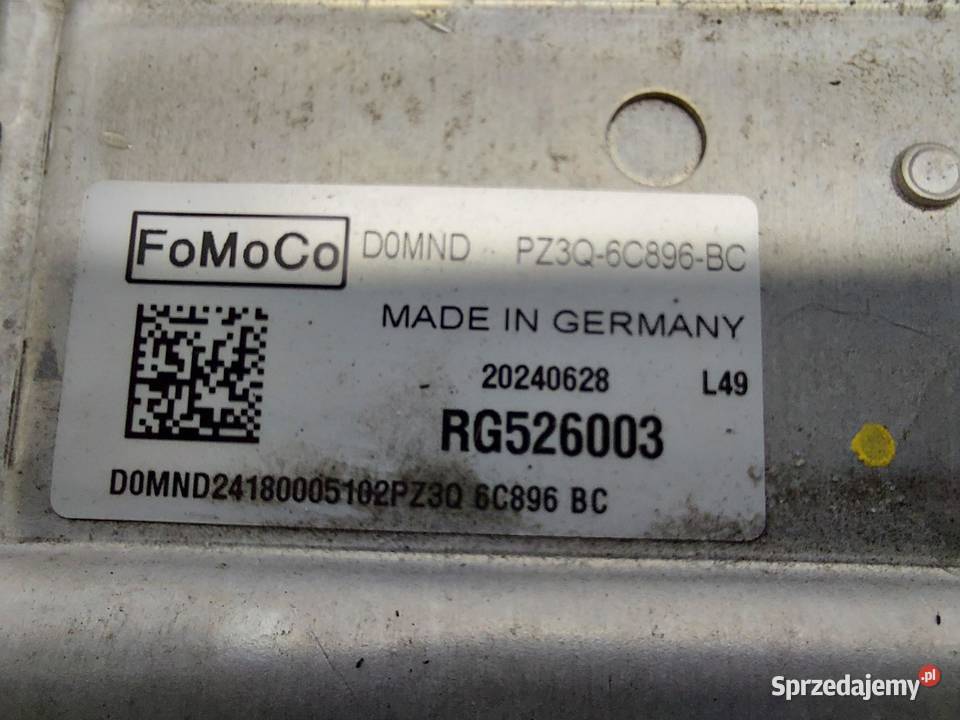 FoMoCo D0MND PZ3Q-6C896-BC
MADE IN GERMANY
20240628 L49
RG526003
D0MND24180005102PZ3Q 6C896 BC
Sprzedajemy.pl